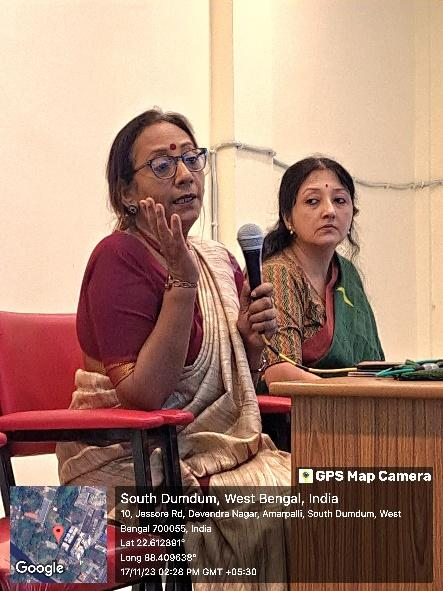 GPS Map Camera
South Dumdum, West Bengal, India
10, Jessore Rd, Devendra Nagar, Amarpalli, South Dumdum, West
Bengal 700055, India
Lat 22.612391°
Long 88.409638°
17/11/23 02:28 PM GMT +05:30
Google